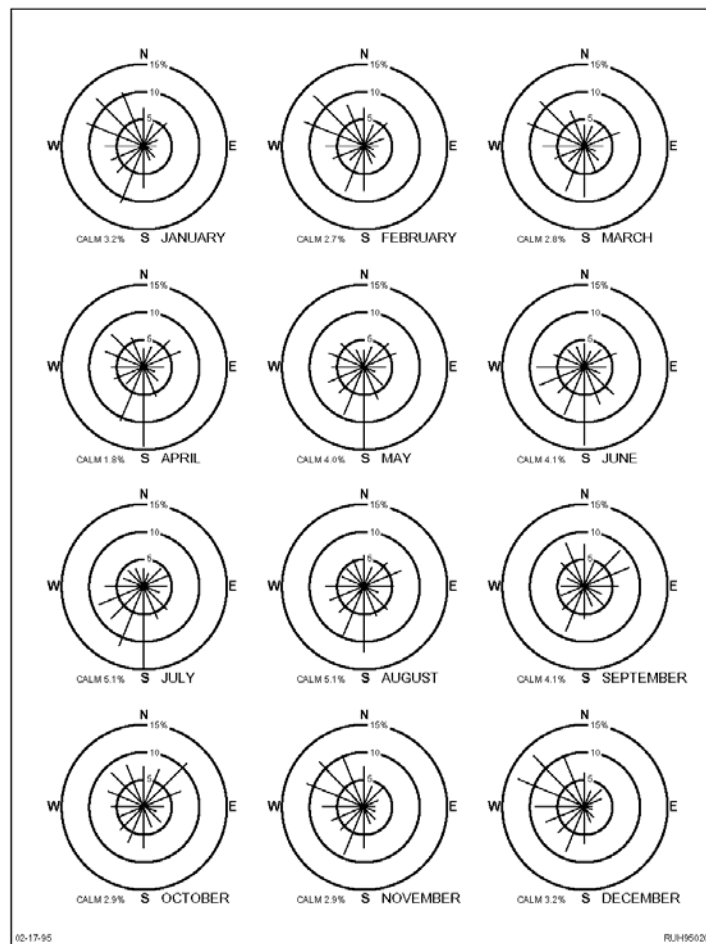 N N N
15% 15% 15%
10 10 10
5 5 5
W E W E W E
CALM 3.2% S JANUARY CALM 2.7% S FEBRUARY CALM 2.8% S MARCH
N N N
15% 15% 15%
10 10 10
5 5 5
W E W E W E
CALM 1.8% S APRIL CALM 4.0% S MAY CALM 4.1% S JUNE
N N N
15% 15% 15%
10 10 10
5 5 5
W E W E W E
CALM 5.1% S JULY CALM 5.1% S AUGUST CALM 4.1% S SEPTEMBER
N N N
15% 15% 15%
10 10 10
5 5 5
W E W E W E
CALM 2.9% S OCTOBER CALM 2.9% S NOVEMBER CALM 3.2% S DECEMBER
02-17-95